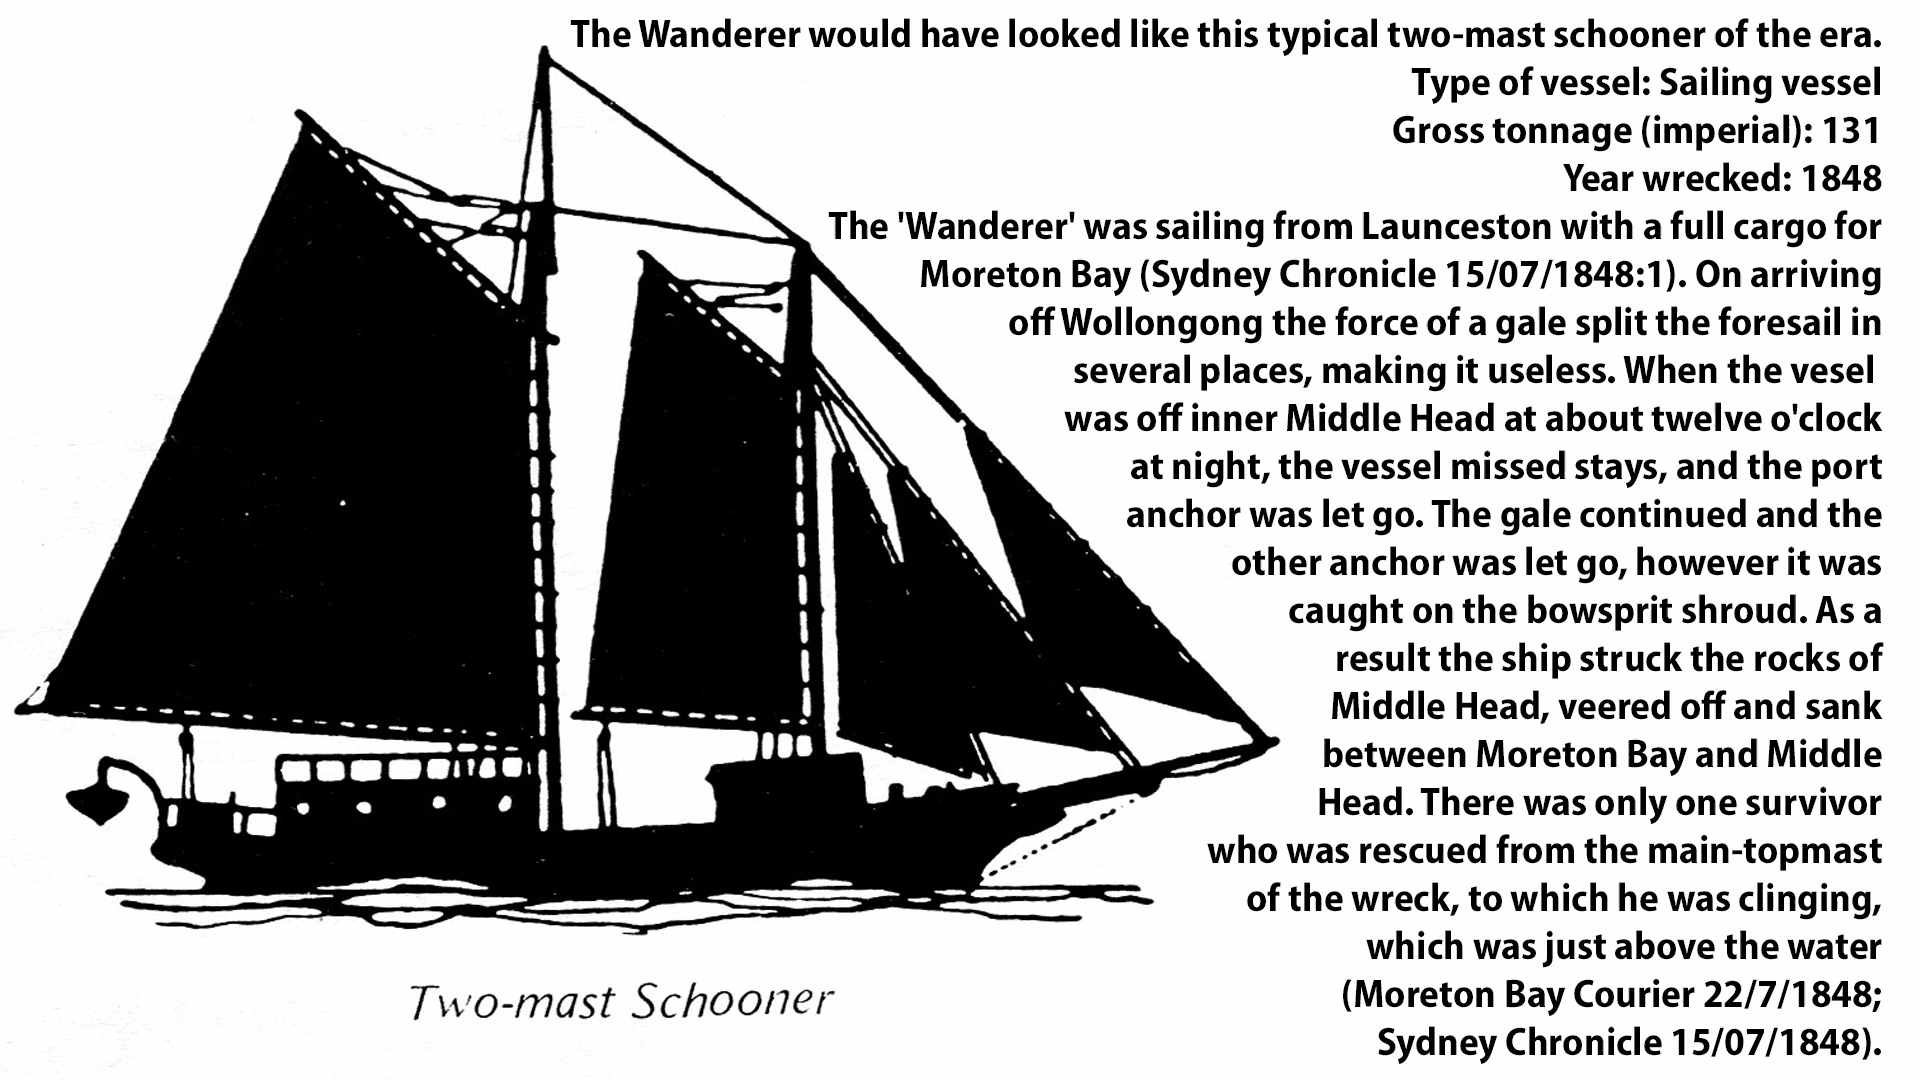 The Wanderer would have looked like this typical two-mast schooner of the era.
Type of vessel: Sailing vessel
Gross tonnage (imperial): 131
Year wrecked: 1848
The 'Wanderer' was sailing from Launceston with a full cargo for
Moreton Bay (Sydney Chronicle 15/07/1848:1). On arriving
off Wollongong the force of a gale split the foresail in
several places, making it useless. When the vesel
was off inner Middle Head at about twelve o'clock
at night, the vessel missed stays, and the port
anchor was let go. The gale continued and the
other anchor was let go, however it was
caught on the bowsprit shroud. As a
result the ship struck the rocks of
Middle Head, veered off and sank
between Moreton Bay and Middle
Head. There was only one survivor
who was rescued from the main-topmast
of the wreck, to which he was clinging,
which was just above the water
(Moreton Bay Courier 22/7/1848;
Sydney Chronicle 15/07/1848).
Two-mast Schooner